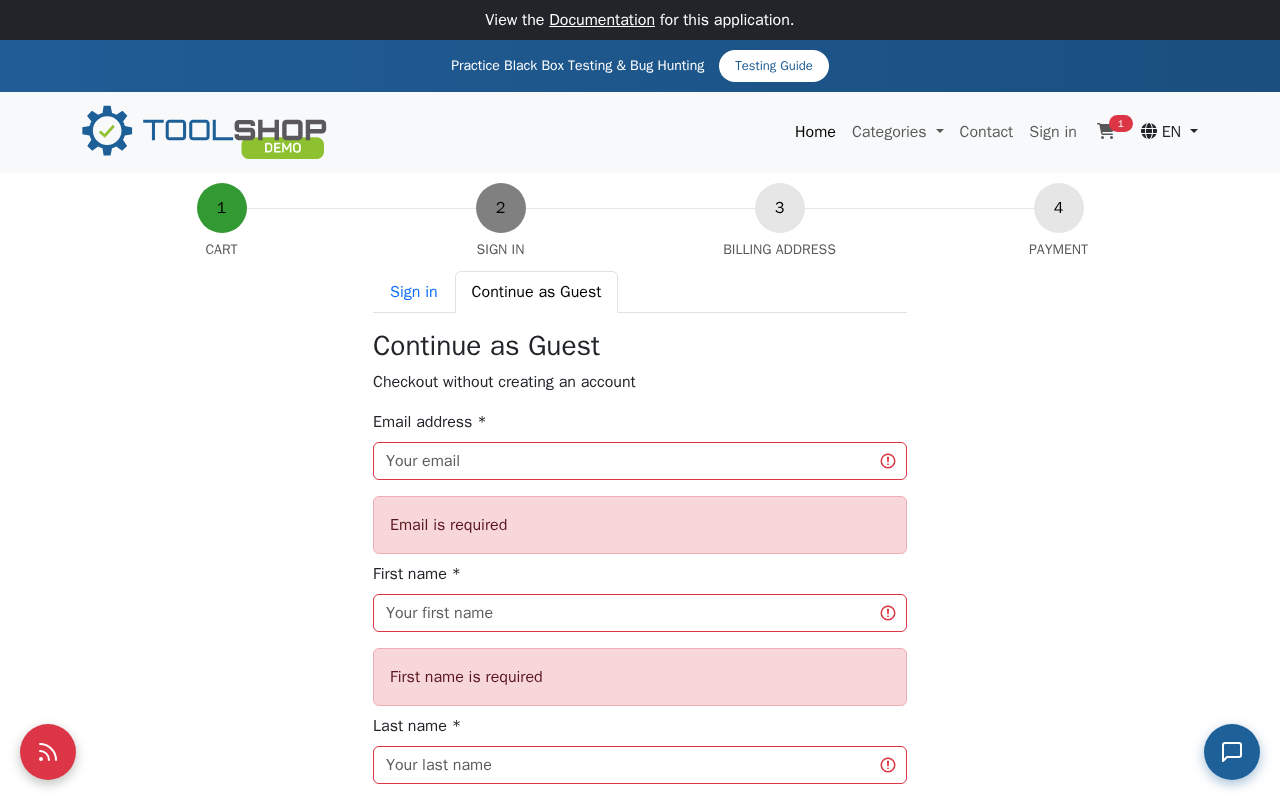 View the Documentation for this application.
Practice Black Box Testing & Bug Hunting Testing Guide
TOOLSHOP
DEMO
Home Categories Contact Sign in 1 EN
1 2 3 4
CART SIGN IN BILLING ADDRESS PAYMENT
Sign in Continue as Guest
Continue as Guest
Checkout without creating an account
Email address *
Your email
Email is required
First name *
Your first name
First name is required
Last name *
Your last name